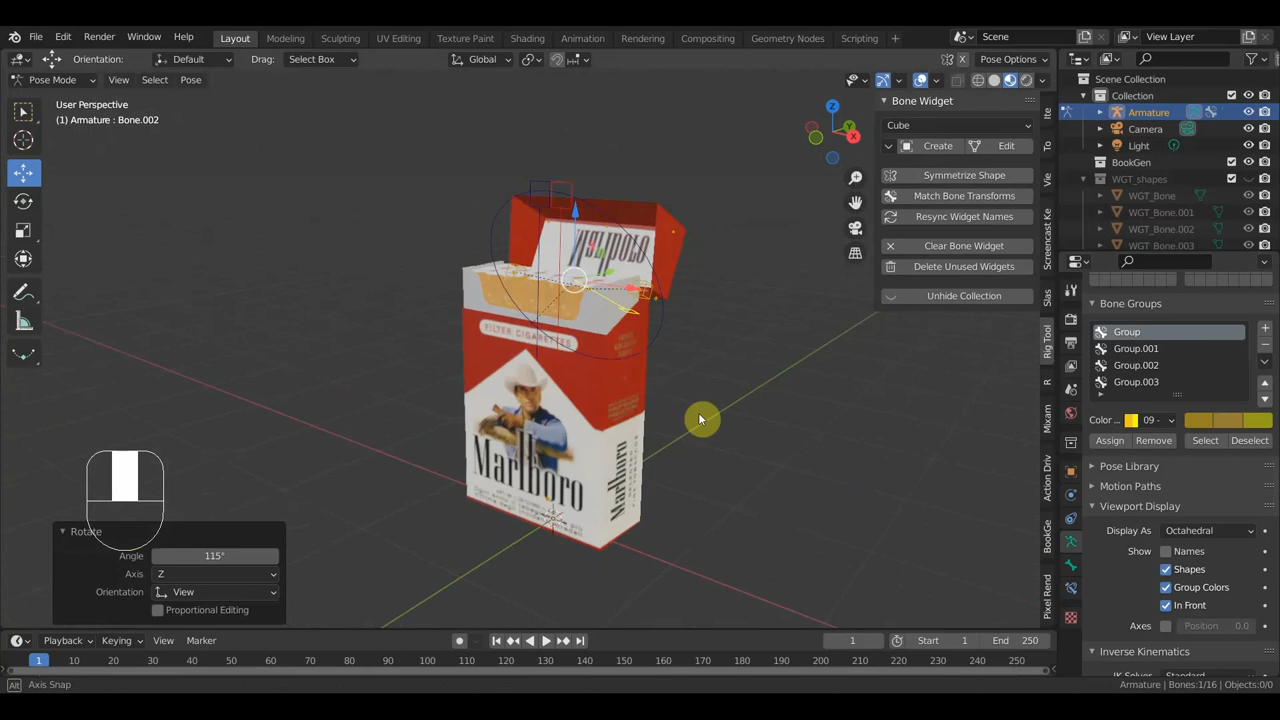 File Edit Render Window Help Layout Modeling Sculpting UV Editing Texture Paint Shading Animation Rendering Compositing Geometry Nodes Scripting + Scene View Layer
Orientation: Default Drag: Select Box Global Pose Options
Pose Mode View Select Pose
User Perspective
(1) Armature : Bone.002
Z
Y
X
Bone Widget
Cube
Create Edit
Symmetrize Shape
Match Bone Transforms
Resync Widget Names
Clear Bone Widget
Delete Unused Widgets
Unhide Collection
Ite
To
Vie
Screencast Ke
Slas
Rig Tool
R
Mixam
Action Driv
BookGe
Pixel Rend
Scene Collection
Collection
Armature
Camera
Light
BookGen
WGT_shapes
WGT_Bone
WGT_Bone.001
WGT_Bone.002
WGT_Bone.003
Bone Groups
Group
Group.001
Group.002
Group.003
Color ... 09 -
Assign Remove Select Deselect
Pose Library
Motion Paths
Viewport Display
Display As Octahedral
Show Names
Shapes
Group Colors
In Front
Axes Position 0.0
Inverse Kinematics
FILTER CIGARETTES
Marlboro
Marlboro
Rotate
Angle 115°
Axis Z
Orientation View
Proportional Editing
Playback Keying View Marker 1 Start 1 End 250
1 10 20 30 40 50 60 70 80 90 100 110 120 130 140 150 160 170 180 190 200 210 220 230 240 250
Alt Axis Snap Armature | Bones:1/16 | Objects:0/0